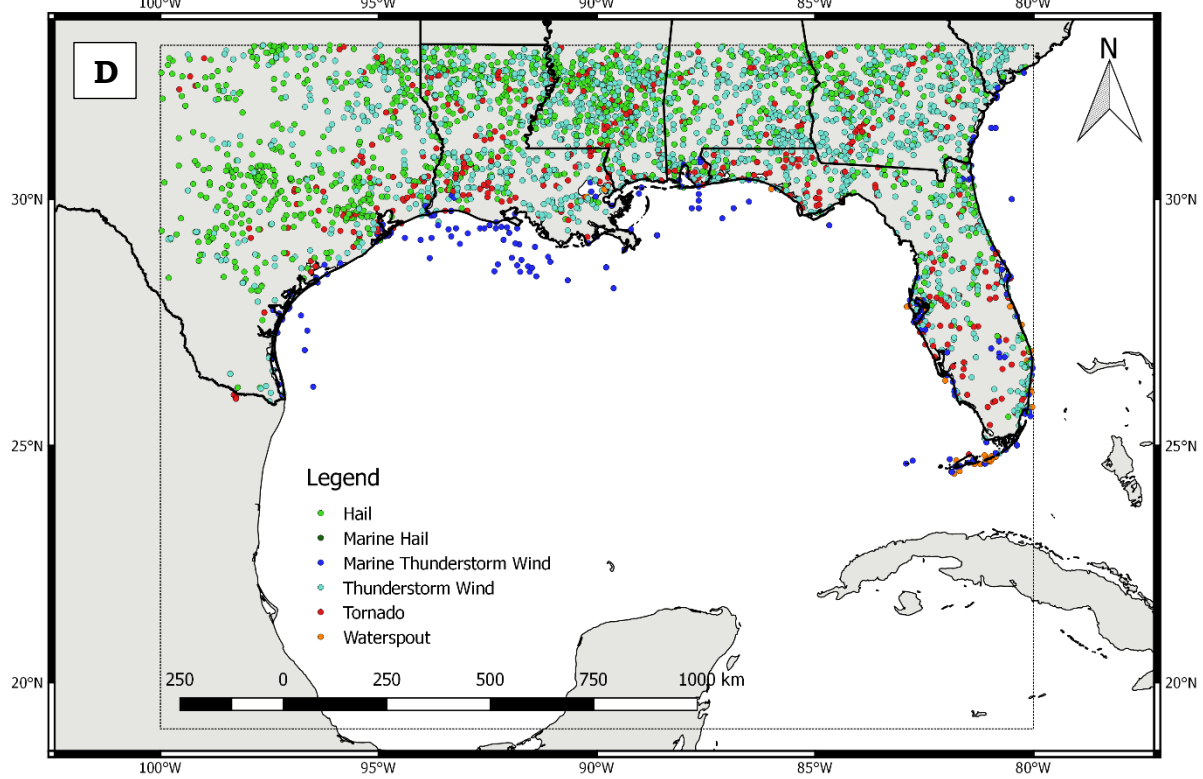 100°W 95°W 90°W 85°W 80°W
D
N
30°N 30°N
25°N 25°N
Legend
Hail
Marine Hail
Marine Thunderstorm Wind
Thunderstorm Wind
Tornado
Waterspout
250 0 250 500 750 1000 km
20°N 20°N
100°W 95°W 90°W 85°W 80°W